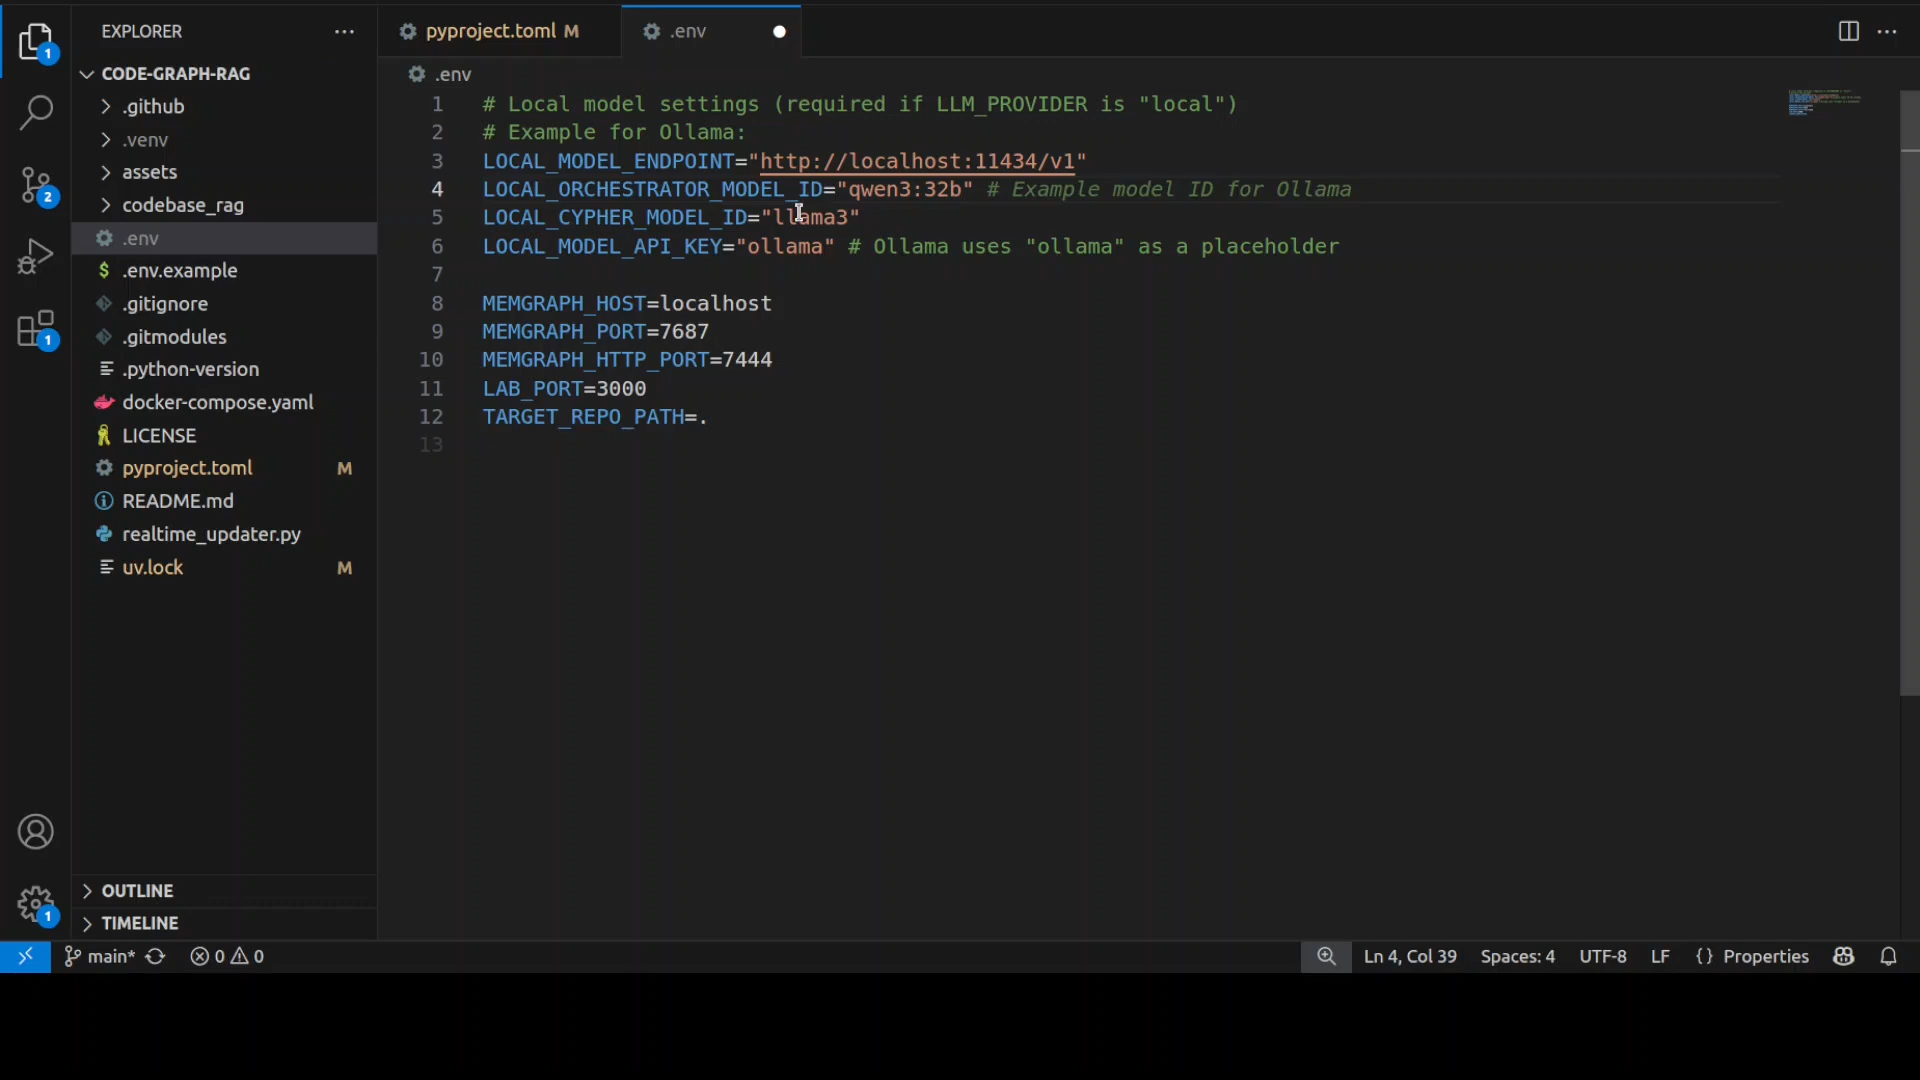 EXPLORER
CODE-GRAPH-RAG
.github
.venv
assets
codebase_rag
.env
.env.example
.gitignore
.gitmodules
.python-version
docker-compose.yaml
LICENSE
pyproject.toml M
README.md
realtime_updater.py
uv.lock M
OUTLINE
TIMELINE
1
2
1
1
pyproject.toml M
.env
.env
1 # Local model settings (required if LLM_PROVIDER is "local")
2 # Example for Ollama:
3 LOCAL_MODEL_ENDPOINT="http://localhost:11434/v1"
4 LOCAL_ORCHESTRATOR_MODEL_ID="qwen3:32b" # Example model ID for Ollama
5 LOCAL_CYPHER_MODEL_ID="llama3"
6 LOCAL_MODEL_API_KEY="ollama" # Ollama uses "ollama" as a placeholder
7
8 MEMGRAPH_HOST=localhost
9 MEMGRAPH_PORT=7687
10 MEMGRAPH_HTTP_PORT=7444
11 LAB_PORT=3000
12 TARGET_REPO_PATH=.
13
main* 0 0 Ln 4, Col 39 Spaces: 4 UTF-8 LF {} Properties